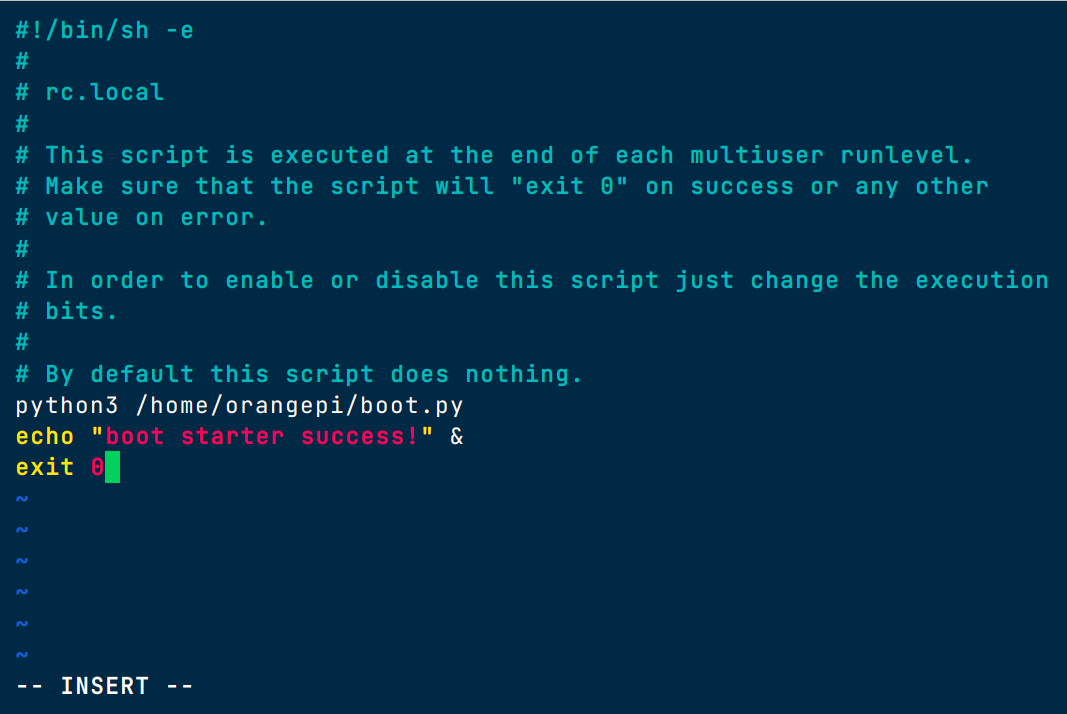 #!/bin/sh -e
#
# rc.local
#
# This script is executed at the end of each multiuser runlevel.
# Make sure that the script will "exit 0" on success or any other
# value on error.
#
# In order to enable or disable this script just change the execution
# bits.
#
# By default this script does nothing.
python3 /home/orangepi/boot.py
echo "boot starter success!" &
exit 0
~
~
~
~
~
~
-- INSERT --